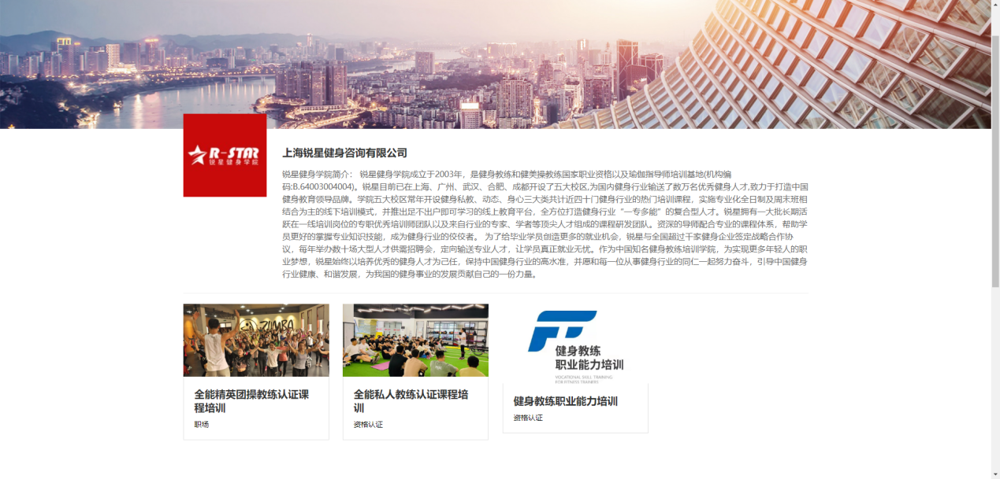 R-STAR
锐星健身学院
上海锐星健身咨询有限公司
锐星健身学院简介： 锐星健身学院成立于2003年，是健身教练和健美操教练国家职业资格以及瑜伽指导师培训基地(机构编
码:B.64003004004)。锐星目前已在上海、广州、武汉、合肥、成都开设了五大校区,为国内健身行业输送了数万名优秀健身人才,致力于打造中国
健身教育领导品牌。学院五大校区常年开设健身私教、动态、身心三大类共计近四十门健身行业的热门培训课程，实施专业化全日制及周末班相
结合为主的线下培训模式，并推出足不出户即可学习的线上教育平台，全方位打造健身行业“一专多能”的复合型人才。锐星拥有一大批长期活
跃在一线培训岗位的专职优秀培训师团队以及来自行业的专家、学者等顶尖人才组成的课程研发团队。资深的导师配合专业的课程体系，帮助学
员更好的掌握专业知识技能，成为健身行业的佼佼者。 为了给毕业学员创造更多的就业机会，锐星与全国超过千家健身企业签定战略合作协
议，每年举办数十场大型人才供需招聘会，定向输送专业人才，让学员真正就业无忧。作为中国知名健身教练培训学院，为实现更多年轻人的职
业梦想，锐星始终以培养优秀的健身人才为己任，保持中国健身行业的高水准，并愿和每一位从事健身行业的同仁一起努力奋斗，引导中国健身
行业健康、和谐发展，为我国的健身事业的发展贡献自己的一份力量。
ZUMBA
健身教练
职业能力培训
VOCATIONAL SKILL TRAINING
FOR FITNESS TRAINERS
全能精英团操教练认证课
程培训
职场
全能私人教练认证课程培
训
资格认证
健身教练职业能力培训
资格认证